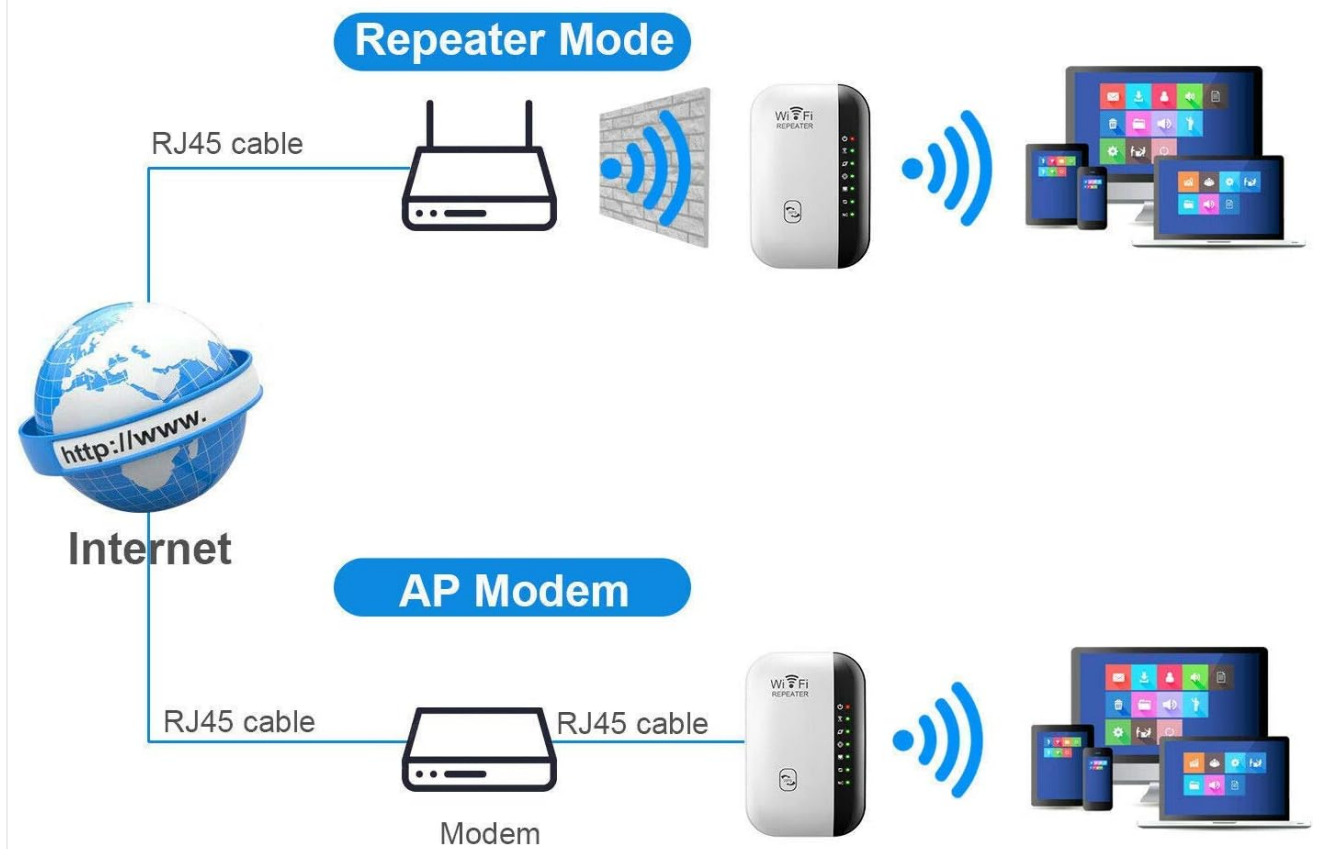 Repeater Mode
RJ45 cable
Wi Fi
REPEATER
http://www.
Internet
AP Modem
RJ45 cable
RJ45 cable
Wi Fi
REPEATER
Modem